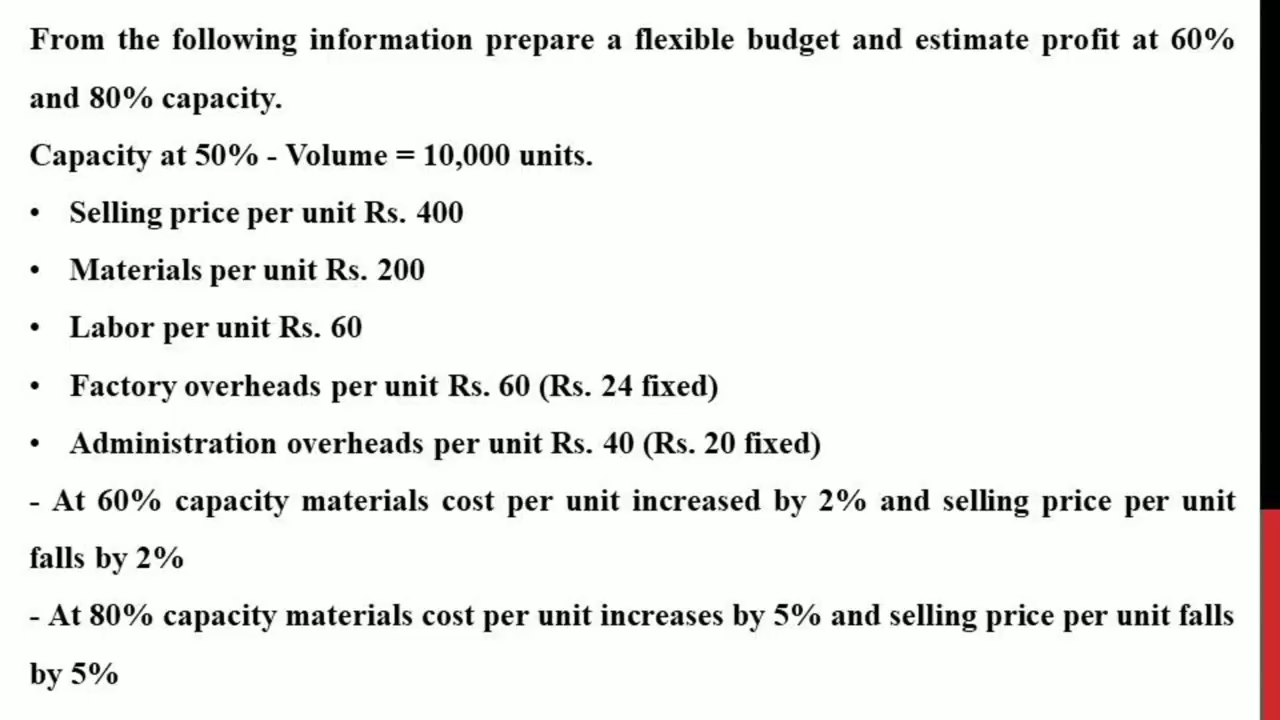 From the following information prepare a flexible budget and estimate profit at 60%
and 80% capacity.
Capacity at 50% - Volume = 10,000 units.
• Selling price per unit Rs. 400
• Materials per unit Rs. 200
• Labor per unit Rs. 60
• Factory overheads per unit Rs. 60 (Rs. 24 fixed)
• Administration overheads per unit Rs. 40 (Rs. 20 fixed)
- At 60% capacity materials cost per unit increased by 2% and selling price per unit
falls by 2%
- At 80% capacity materials cost per unit increases by 5% and selling price per unit falls
by 5%